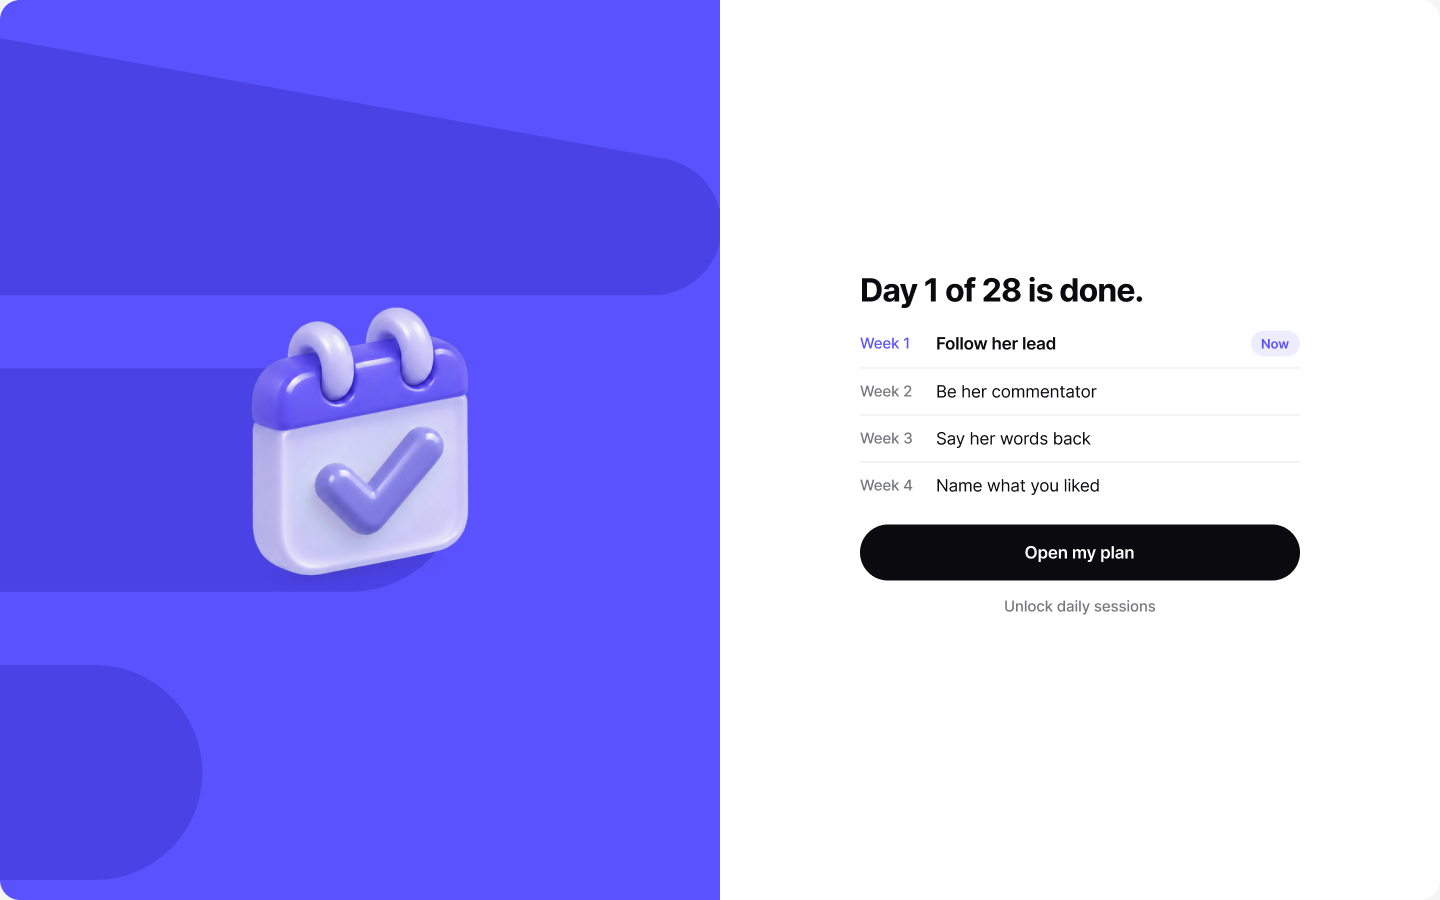 Day 1 of 28 is done.
Week 1 Follow her lead Now
Week 2 Be her commentator
Week 3 Say her words back
Week 4 Name what you liked
Open my plan
Unlock daily sessions